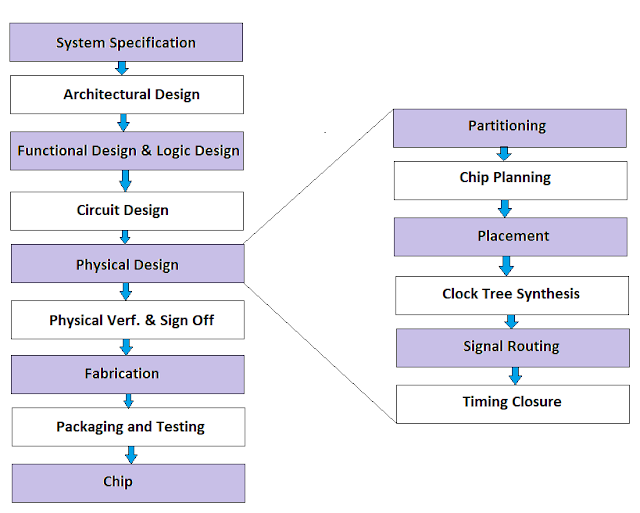 System Specification
Architectural Design
Functional Design & Logic Design
Circuit Design
Physical Design
Physical Verf. & Sign Off
Fabrication
Packaging and Testing
Chip
Partitioning
Chip Planning
Placement
Clock Tree Synthesis
Signal Routing
Timing Closure